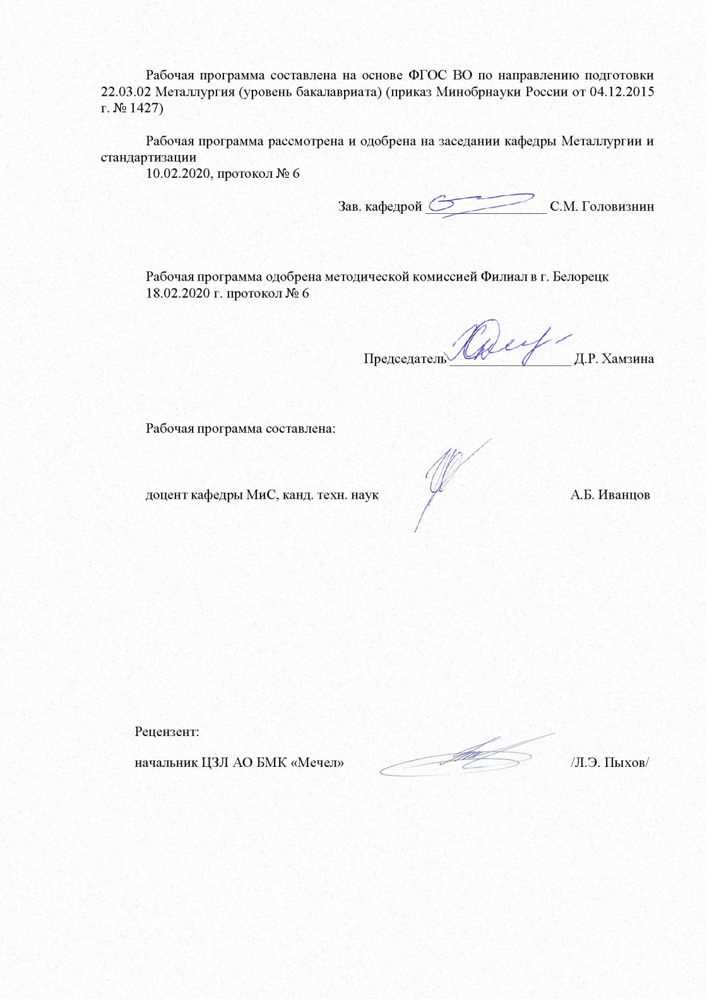 Рабочая программа составлена на основе ФГОС ВО по направлению подготовки
22.03.02 Металлургия (уровень бакалавриата) (приказ Минобрнауки России от 04.12.2015
г. № 1427)
Рабочая программа рассмотрена и одобрена на заседании кафедры Металлургии и
стандартизации
10.02.2020, протокол № 6
Зав. кафедрой __________________ С.М. Головизнин
Рабочая программа одобрена методической комиссией Филиал в г. Белорецк
18.02.2020 г. протокол № 6
Председатель __________________ Д.Р. Хамзина
Рабочая программа составлена:
доцент кафедры МиС, канд. техн. наук А.Б. Иванцов
Рецензент:
начальник ЦЗЛ АО БМК «Мечел» /Л.Э. Пыхов/